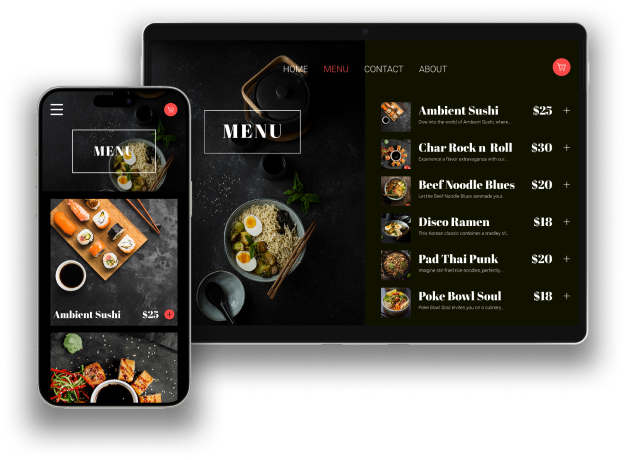 HOME MENU CONTACT ABOUT
MENU
Ambient Sushi $25 +
Dive into the world of Ambient Sushi, where...
Char Rock n Roll $30 +
Experience a flavor extravaganza with our...
Beef Noodle Blues $20 +
Let the Beef Noodle Blues serenade your...
Disco Ramen $18 +
This Korean classic combines a medley of...
Pad Thai Punk $20 +
Imagine stir-fried rice noodles, perfectly...
Poke Bowl Soul $18 +
Poke Bowl Soul invites you on a culinary...
MENU
Ambient Sushi $25 +